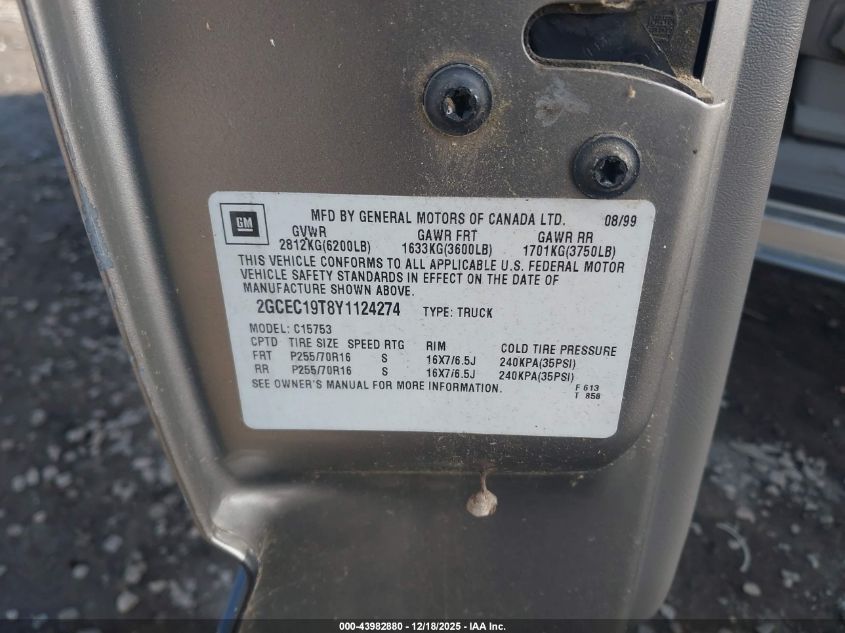 GM
MFD BY GENERAL MOTORS OF CANADA LTD. 08/99
GVWR GAWR FRT GAWR RR
2812KG(6200LB) 1633KG(3600LB) 1701KG(3750LB)
THIS VEHICLE CONFORMS TO ALL APPLICABLE U.S. FEDERAL MOTOR
VEHICLE SAFETY STANDARDS IN EFFECT ON THE DATE OF
MANUFACTURE SHOWN ABOVE.
2GCEC19T8Y1124274 TYPE: TRUCK
MODEL: C15753
CPTD TIRE SIZE SPEED RTG RIM COLD TIRE PRESSURE
FRT P255/70R16 S 16X7/6.5J 240KPA(35PSI)
RR P255/70R16 S 16X7/6.5J 240KPA(35PSI)
SEE OWNER'S MANUAL FOR MORE INFORMATION. F 613
T 858
000-43982880 - 12/18/2025 - IAA Inc.